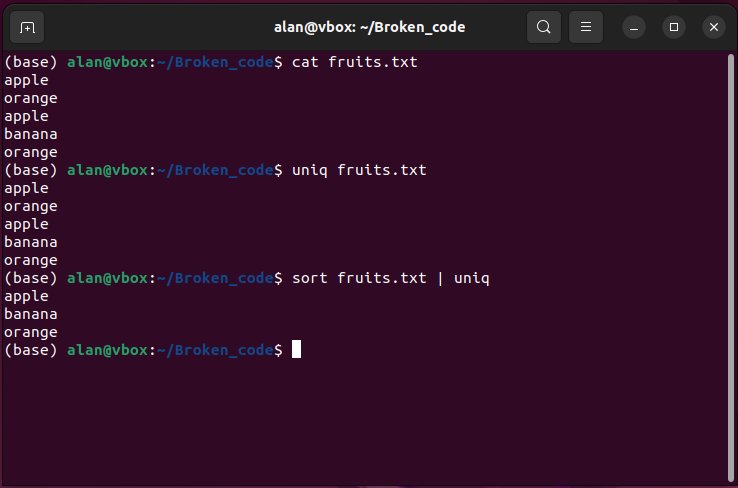 alan@vbox: ~/Broken_code
(base) alan@vbox:~/Broken_code$ cat fruits.txt
apple
orange
apple
banana
orange
(base) alan@vbox:~/Broken_code$ uniq fruits.txt
apple
orange
apple
banana
orange
(base) alan@vbox:~/Broken_code$ sort fruits.txt | uniq
apple
banana
orange
(base) alan@vbox:~/Broken_code$